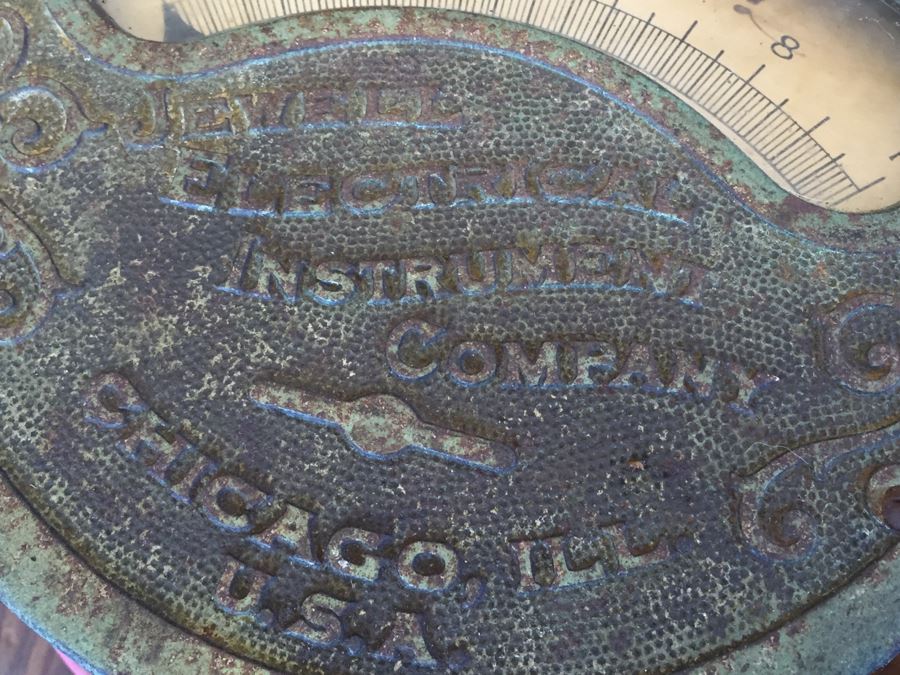 8
JEWELL
ELECTRICAL
INSTRUMENT
COMPANY
CHICAGO, ILL.
U.S.A.